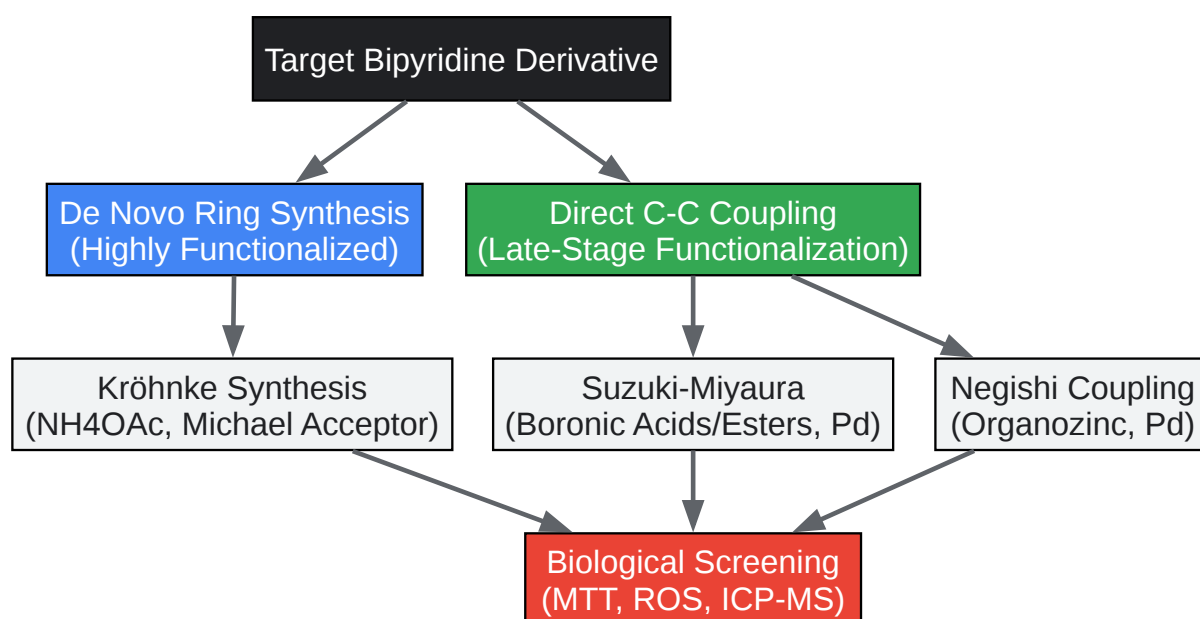 Target Bipyridine Derivative
De Novo Ring Synthesis
(Highly Functionalized)
Direct C-C Coupling
(Late-Stage Functionalization)
Kröhnke Synthesis
(NH4OAc, Michael Acceptor)
Suzuki-Miyaura
(Boronic Acids/Esters, Pd)
Negishi Coupling
(Organozinc, Pd)
Biological Screening
(MTT, ROS, ICP-MS)